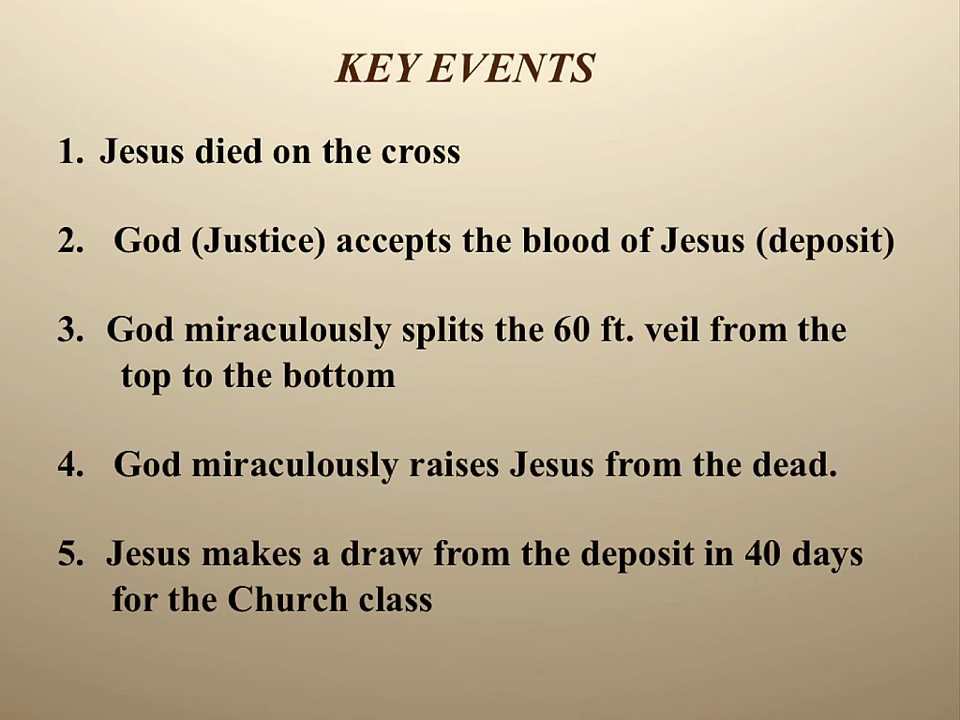 KEY EVENTS
1. Jesus died on the cross
2. God (Justice) accepts the blood of Jesus (deposit)
3. God miraculously splits the 60 ft. veil from the
top to the bottom
4. God miraculously raises Jesus from the dead.
5. Jesus makes a draw from the deposit in 40 days
for the Church class